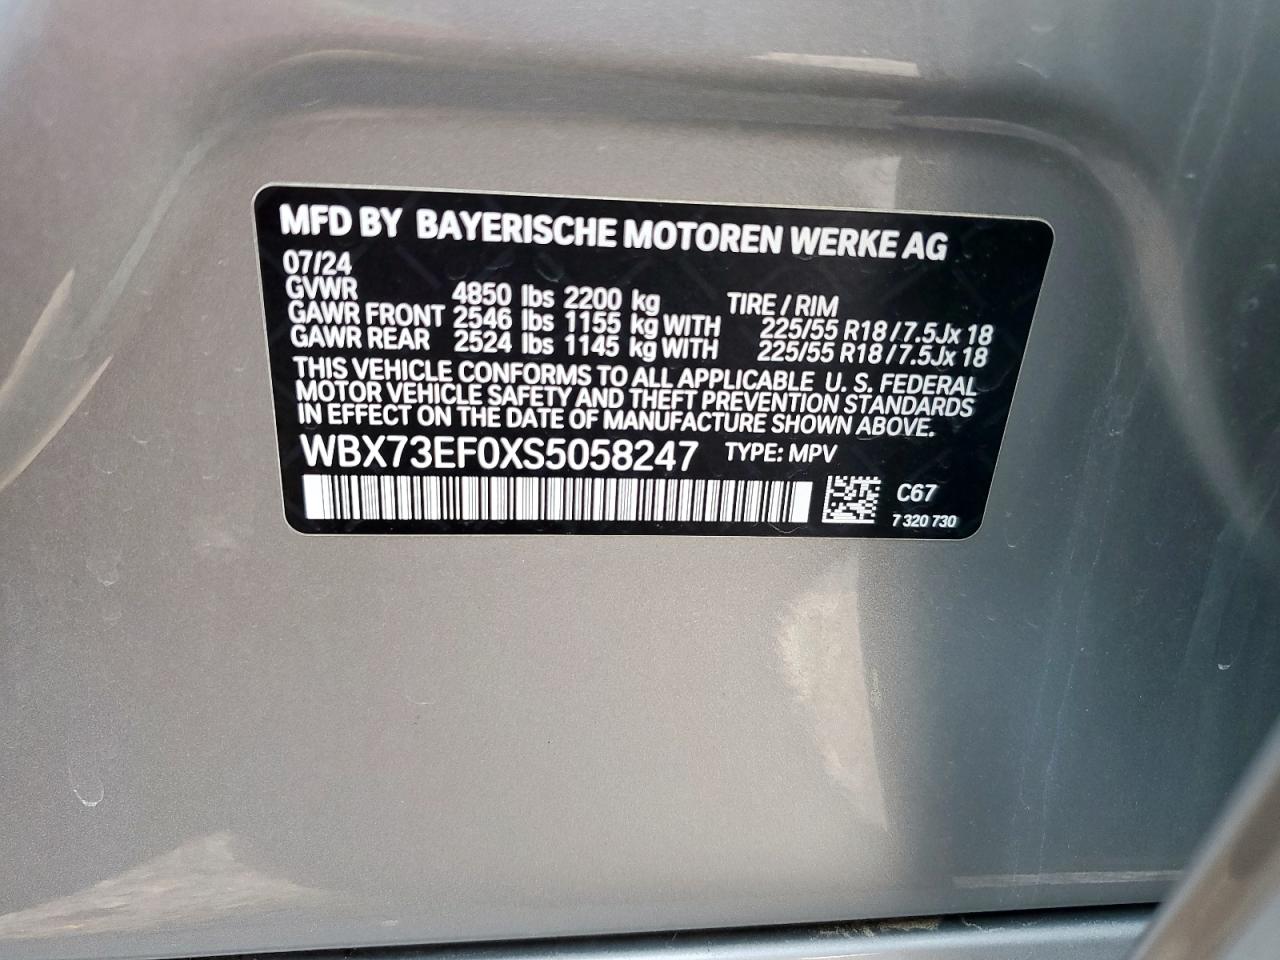 MFD BY BAYERISCHE MOTOREN WERKE AG
07/24
GVWR 4850 lbs 2200 kg TIRE / RIM
GAWR FRONT 2546 lbs 1155 kg WITH 225/55 R18 / 7.5Jx 18
GAWR REAR 2524 lbs 1145 kg WITH 225/55 R18 / 7.5Jx 18
THIS VEHICLE CONFORMS TO ALL APPLICABLE U. S. FEDERAL
MOTOR VEHICLE SAFETY AND THEFT PREVENTION STANDARDS
IN EFFECT ON THE DATE OF MANUFACTURE SHOWN ABOVE.
WBX73EF0XS5058247 TYPE: MPV
C67
7 320 730